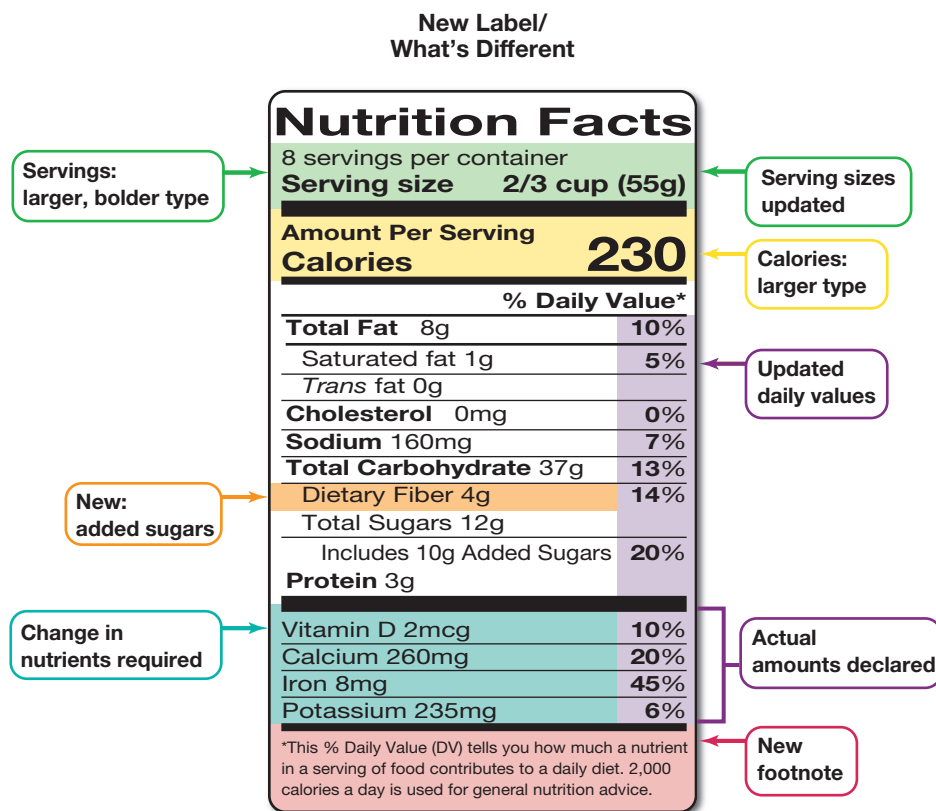 New Label/
What's Different
Nutrition Facts
8 servings per container
Serving size 2/3 cup (55g)
Amount Per Serving
Calories 230
% Daily Value*
Total Fat 8g 10%
Saturated fat 1g 5%
Trans fat 0g
Cholesterol 0mg 0%
Sodium 160mg 7%
Total Carbohydrate 37g 13%
Dietary Fiber 4g 14%
Total Sugars 12g
Includes 10g Added Sugars 20%
Protein 3g
Vitamin D 2mcg 10%
Calcium 260mg 20%
Iron 8mg 45%
Potassium 235mg 6%
*This % Daily Value (DV) tells you how much a nutrient
in a serving of food contributes to a daily diet. 2,000
calories a day is used for general nutrition advice.
Servings:
larger, bolder type
New:
added sugars
Change in
nutrients required
Serving sizes
updated
Calories:
larger type
Updated
daily values
Actual
amounts declared
New
footnote